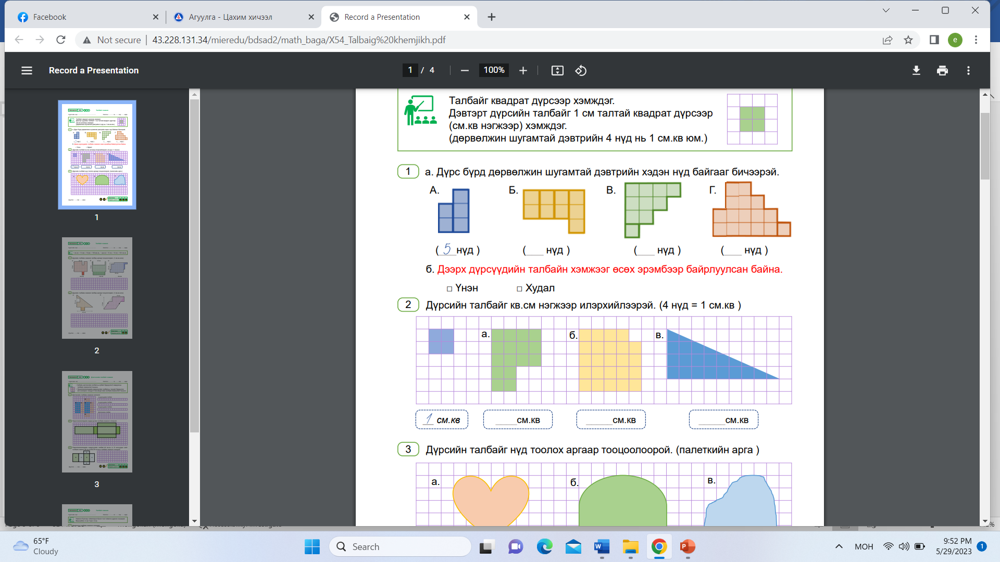 Facebook
Агуулга - Цахим хичээл
Record a Presentation
Not secure
43.228.131.34/mieredu/bdsad2/math_baga/X54_Talbaig%20khemjikh.pdf
e
Record a Presentation
1 / 4
100%
Талбайг квадрат дүрсээр хэмждэг.
Дэвтэрт дүрсийн талбайг 1 см талтай квадрат дүрсээр
(см.кв нэгжээр) хэмждэг.
(дөрвөлжин шугамтай дэвтрийн 4 нүд нь 1 см.кв юм.)
1 а. Дүрс бүрд дөрвөлжин шугамтай дэвтрийн хэдэн нүд байгааг бичээрэй.
А. Б. В. Г.
( 5 нүд ) (___ нүд ) (___ нүд ) (___ нүд )
б. Дээрх дүрсүүдийн талбайн хэмжээг өсөх эрэмбээр байрлуулсан байна.
□ Үнэн □ Худал
2 Дүрсийн талбайг кв.см нэгжээр илэрхийлээрэй. (4 нүд = 1 см.кв )
а. б. в.
1 см.кв _____см.кв _____см.кв _____см.кв
3 Дүрсийн талбайг нүд тоолох аргаар тооцоолоорой. (палеткийн арга )
а. б. в.
1
2
3
65°F
Cloudy
Search
МОН
9:52 PM
5/29/2023
1